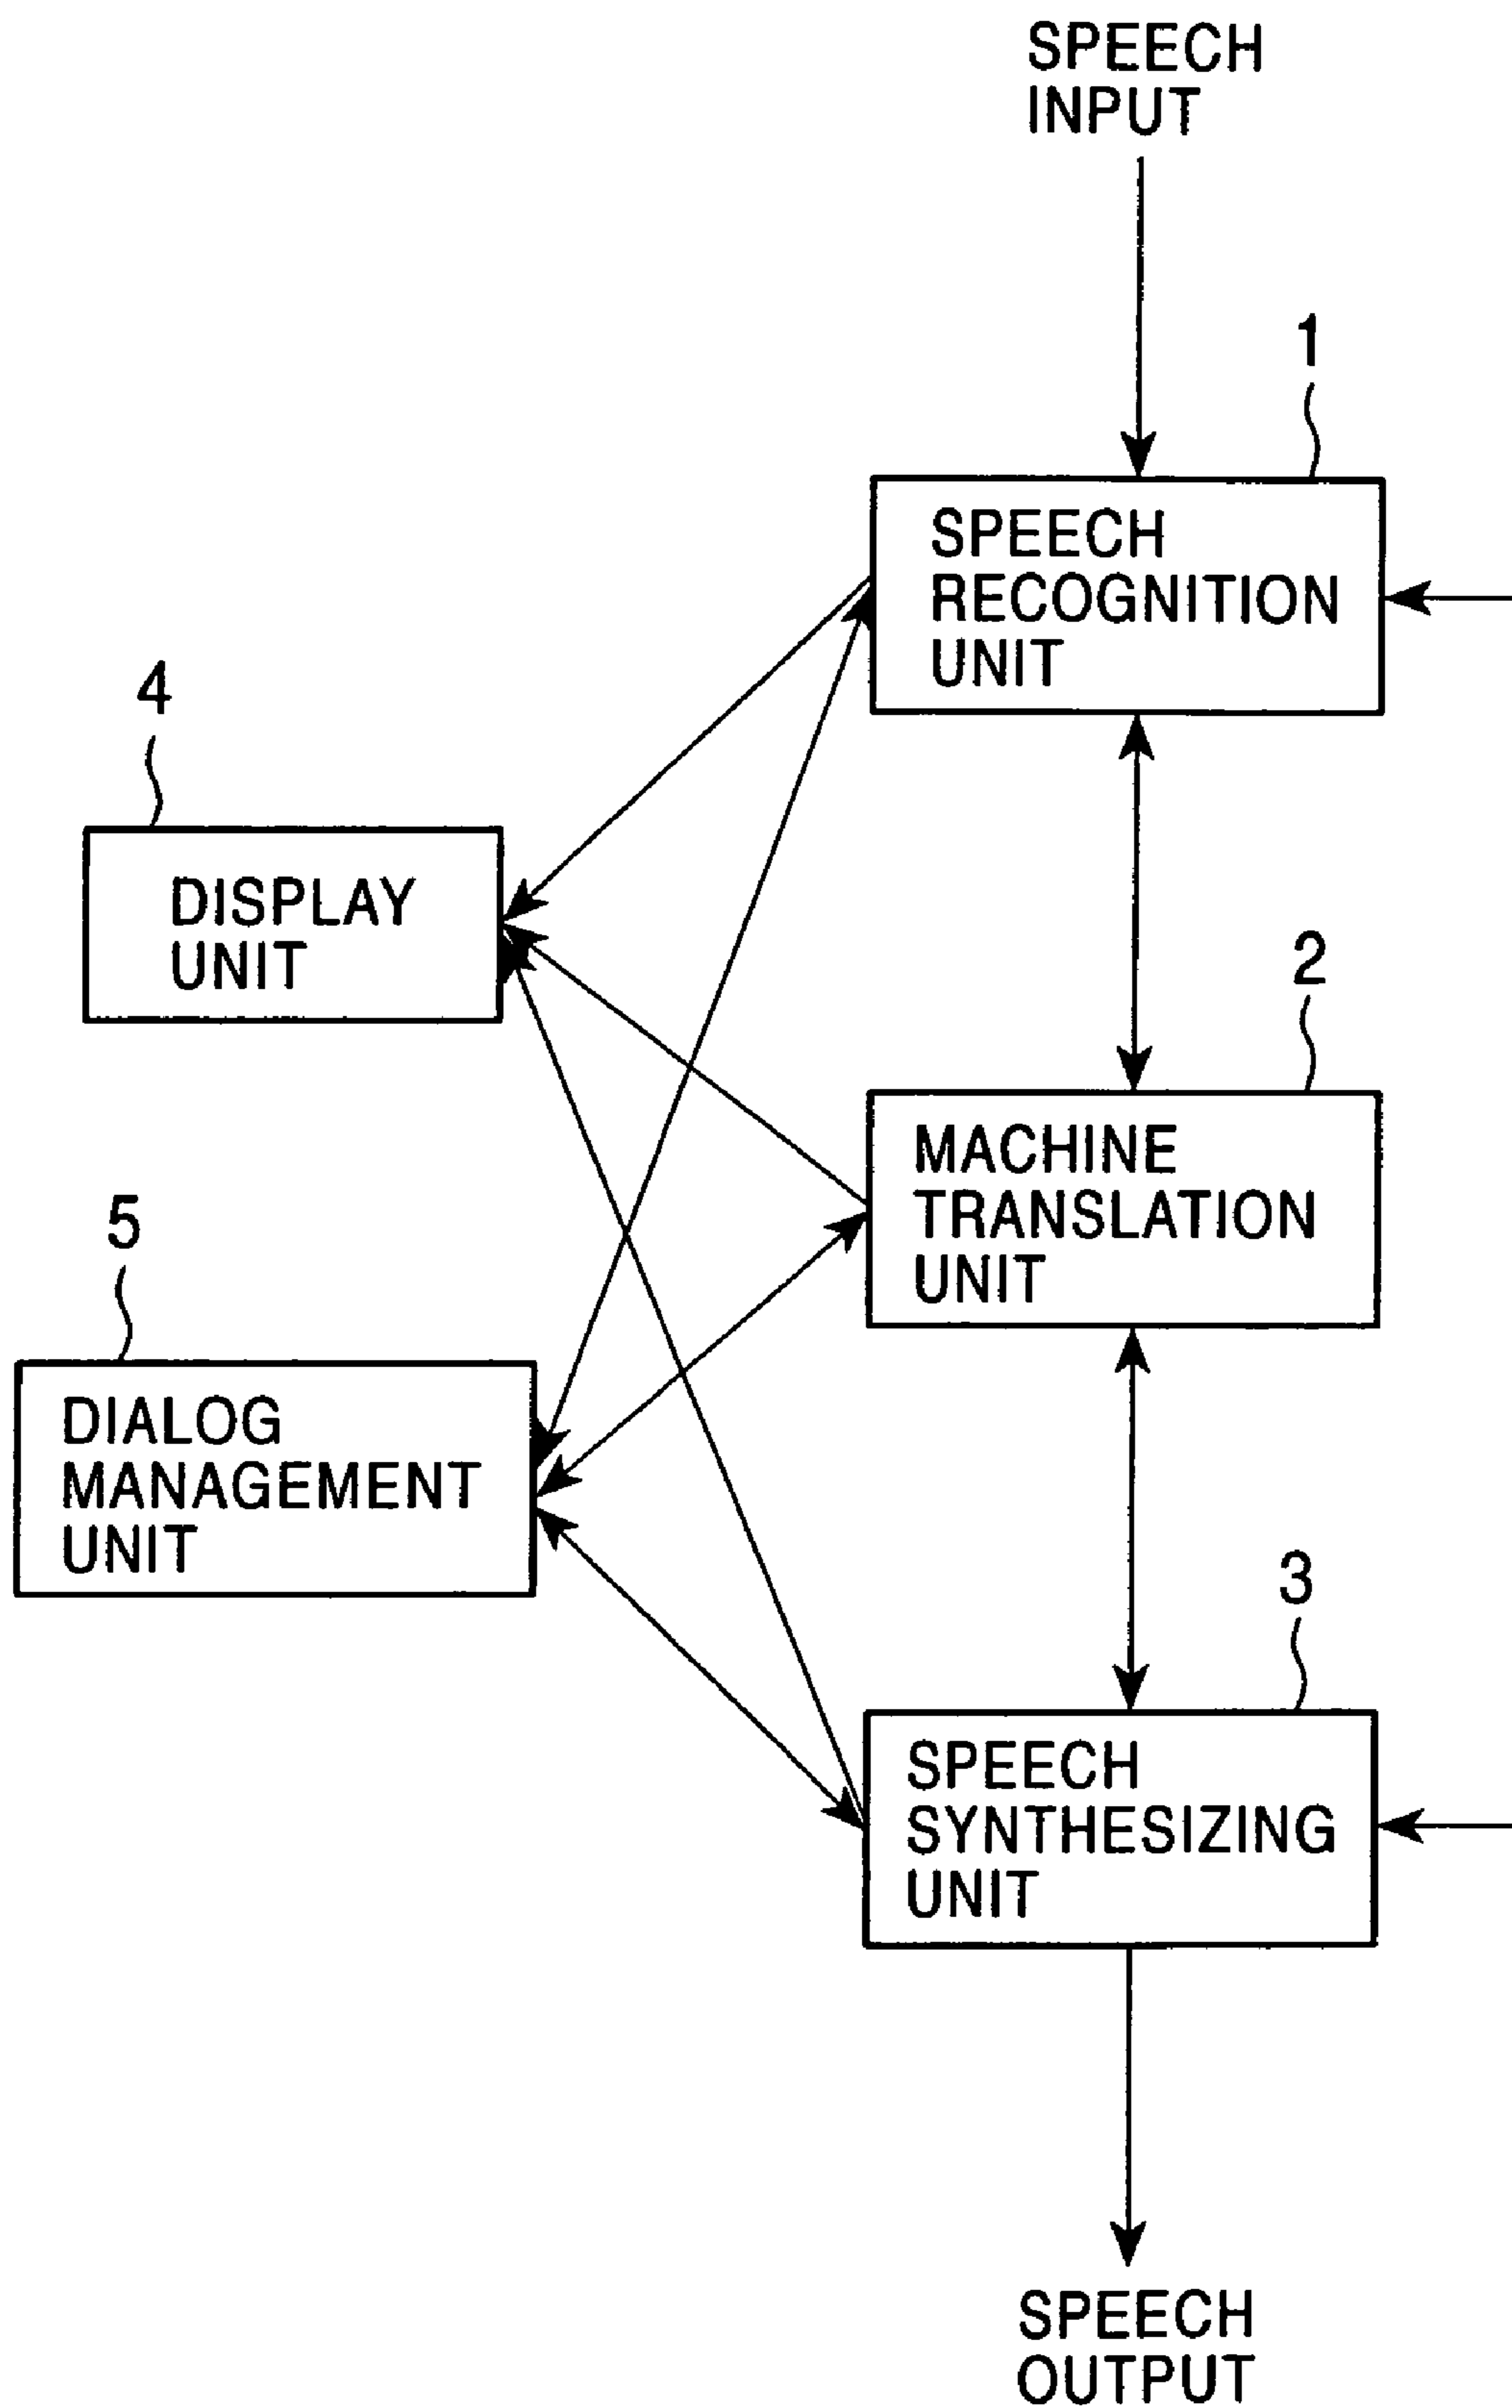 SPEECH
INPUT
1
SPEECH
RECOGNITION
UNIT
4
DISPLAY
UNIT
2
MACHINE
TRANSLATION
UNIT
5
DIALOG
MANAGEMENT
UNIT
3
SPEECH
SYNTHESIZING
UNIT
SPEECH
OUTPUT